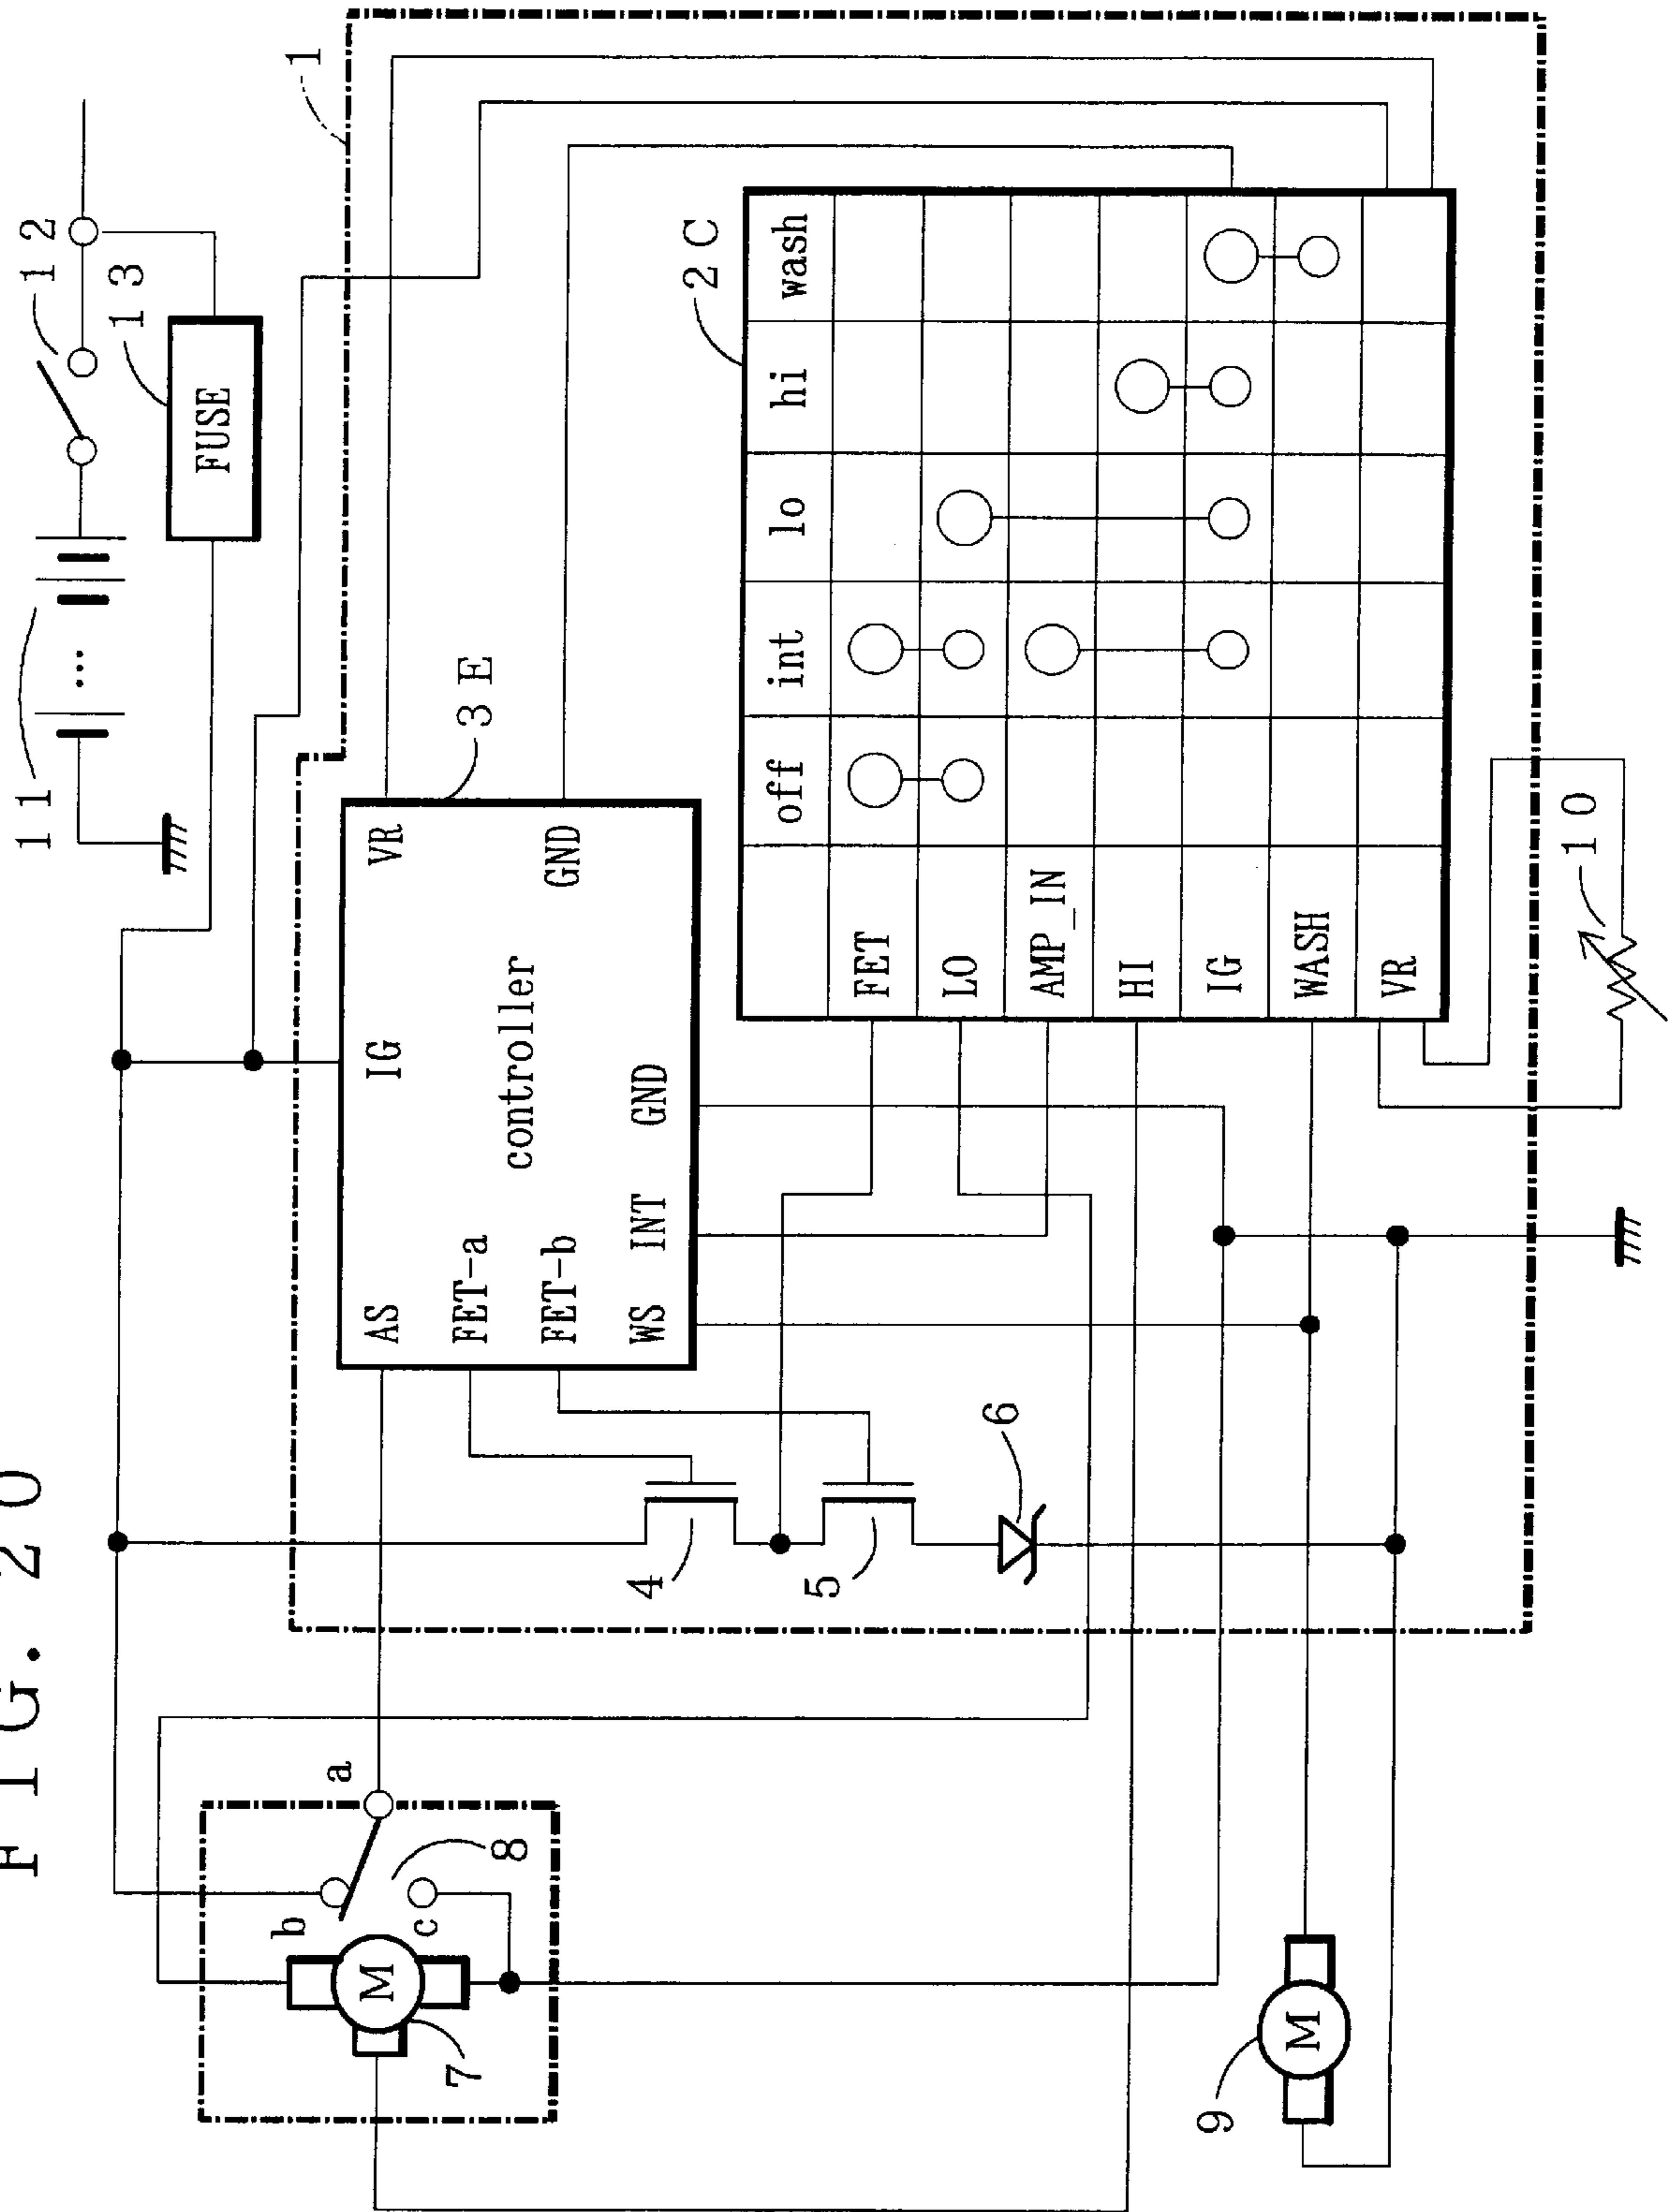 FIG. 20
11
12
13
FUSE
1
3E
AS
IG
VR
FET-a
FET-b
controller
GND
WS
INT
GND
a
b
c
8
M
7
4
5
6
2C
off
int
lo
hi
wash
FET
LO
AMP_IN
HI
IG
WASH
VR
9
M
10